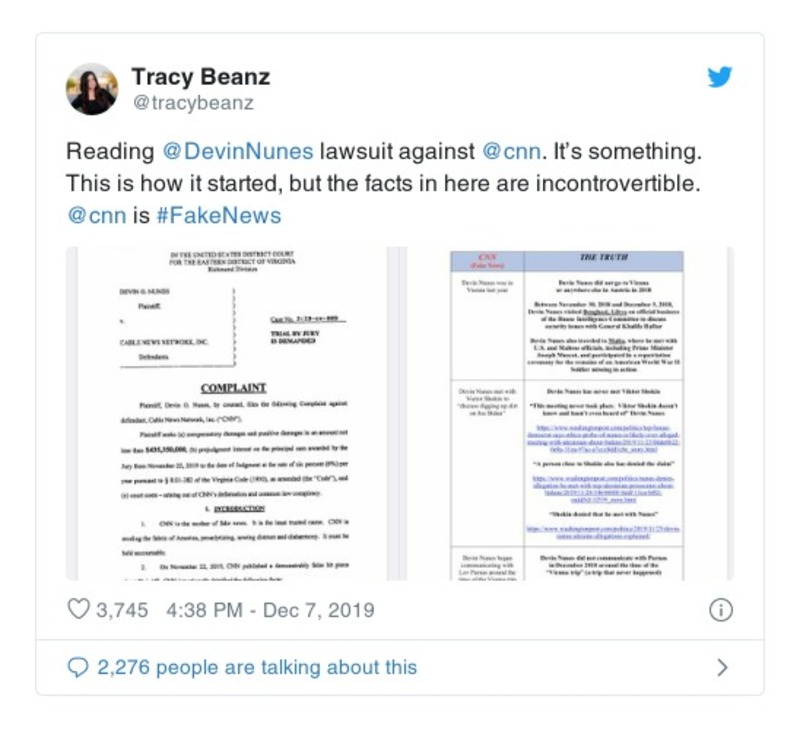 Tracy Beanz
@tracybeanz
Reading @DevinNunes lawsuit against @cnn. It's something.
This is how it started, but the facts in here are incontrovertible.
@cnn is #FakeNews
IN THE UNITED STATES DISTRICT COURT
FOR THE EASTERN DISTRICT OF VIRGINIA
Richmond Division
DEVIN G. NUNES
Plaintiff,
v.
Case No.
TRIAL BY JURY
IS DEMANDED
CABLE NEWS NETWORK, INC.
Defendants.
COMPLAINT
Plaintiff, Devin G. Nunes, by counsel, files the following Complaint against
defendant, Cable News Network, Inc. ("CNN").
Plaintiff seeks (a) compensatory damages and punitive damages in an amount not
less than $435,350,000, (b) prejudgment interest on the principal sum awarded by the
Jury from November 22, 2019 to the date of Judgment at the rate of six percent (6%) per
year pursuant to § 8.01-382 of the Virginia Code (1950), as amended (the "Code"), and
(c) court costs – arising out of CNN's defamation and common law conspiracy.
I. INTRODUCTION
1. CNN is the mother of fake news. It is the least trusted name. CNN is
eroding the fabric of America, proselytizing, sowing distrust and disharmony. It must be
held accountable.
2. On November 22, 2019, CNN published a demonstrably false hit piece
CNN
(Fake News)
THE TRUTH
Devin Nunes was in
Vienna last year
Devin Nunes did not go to Vienna
or anywhere else in Austria in 2018
Between November 30, 2018 and December 3, 2018,
Devin Nunes visited Benghazi, Libya on official business
of the House Intelligence Committee to discuss
security issues with General Khalifa Haftar
Devin Nunes also traveled to Malta, where he met with
U.S. and Maltese officials, including Prime Minister
Joseph Muscat, and participated in a repatriation
ceremony for the remains of an American World War II
Soldier missing in action
Devin Nunes met with
Victor Shokin to
"discuss digging up dirt
on Joe Biden"
Devin Nunes has never met Viktor Shokin
"This meeting never took place. Viktor Shokin doesn't
know and hasn't even heard of" Devin Nunes
"A person close to Shokin also has denied the claim"
"Shokin denied that he met with Nunes"
Devin Nunes began
communicating with
Lev Parnas around the
time of the Vienna trip
Devin Nunes did not communicate with Parnas
in December 2018 around the time of the
"Vienna trip" (a trip that never happened)
3,745 4:38 PM - Dec 7, 2019
2,276 people are talking about this